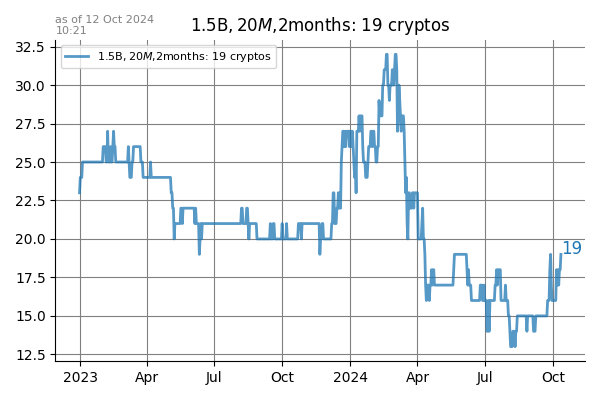 as of 12 Oct 2024
10:21
1.5B, 20M,2months: 19 cryptos
1.5B, 20M,2months: 19 cryptos
32.5
30.0
27.5
25.0
22.5
20.0
17.5
15.0
12.5
19
2023 Apr Jul Oct 2024 Apr Jul Oct